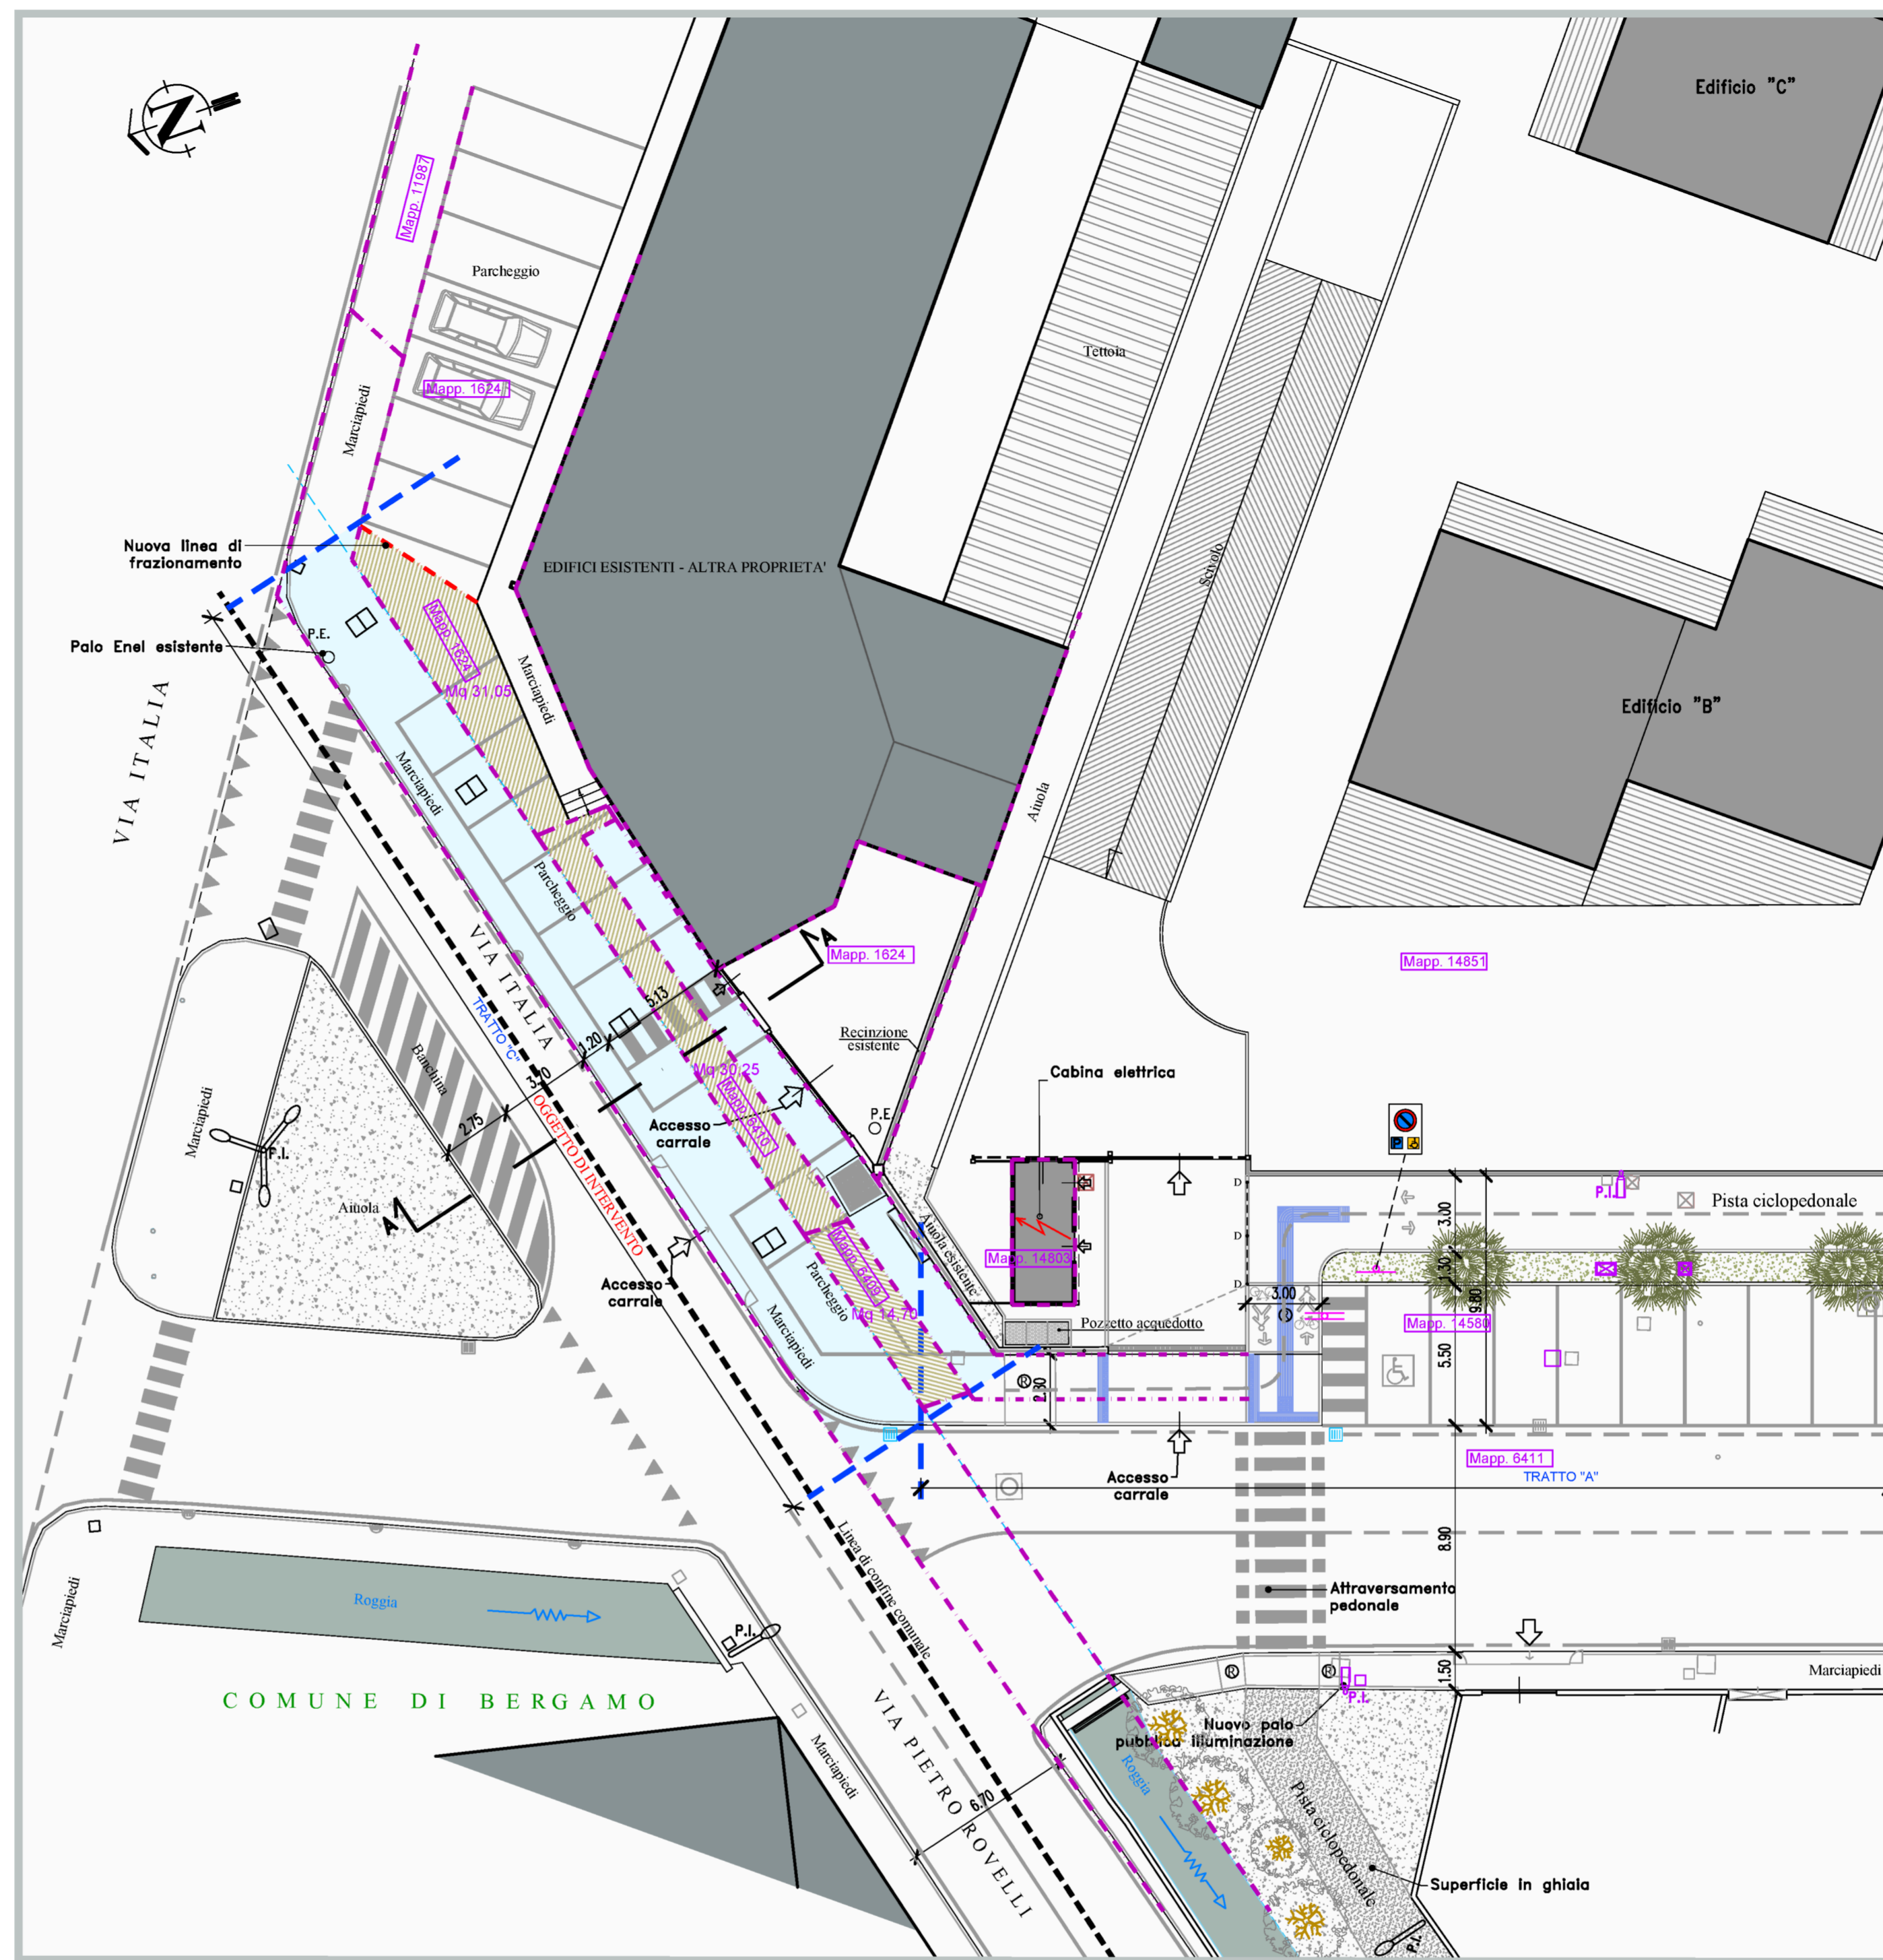 Edificio "C"
N
Mapp. 11987
Parcheggio
Tettoia
Mapp. 1624
Marciapiedi
Nuova linea di
frazionamento
EDIFICI ESISTENTI - ALTRA PROPRIETA'
Scivolo
Mapp. 1624
P.E.
Palo Enel esistente
Mq 31,05
Marciapiedi
Edificio "B"
VIA ITALIA
Marciapiedi
Aiuola
Parcheggio
A
Mapp. 1624
Mapp. 14851
VIA ITALIA
TRATTO "C"
5.13
1.20
Recinzione
esistente
Banchina
Mq 30,25
Cabina elettrica
2.75
OGGETTO DI INTERVENTO
Mapp. 6410
Marciapiedi
P.I.
Accesso
carrale
P.E.
P.I.
Pista ciclopedonale
3.00
D
D
D
Aiuola
A
Aiuola esistente
Mapp. 14803
Mapp. 6409
1.30
Accesso
carrale
Parcheggio
Mq 14,70
Marciapiedi
3.00
9.80
Pozzetto acquedotto
Mapp. 14580
5.50
R
Mapp. 6411
TRATTO "A"
Accesso
carrale
Linea di confine comunale
8.90
Marciapiedi
Roggia
Attraversamento
pedonale
P.I.
R
R
1.50
Marciapiedi
P.I.
COMUNE DI BERGAMO
Nuovo palo
pubblica illuminazione
Marciapiedi
VIA PIETRO ROVELLI
6.70
Roggia
Pista ciclopedonale
Superficie in ghiaia
P.I.